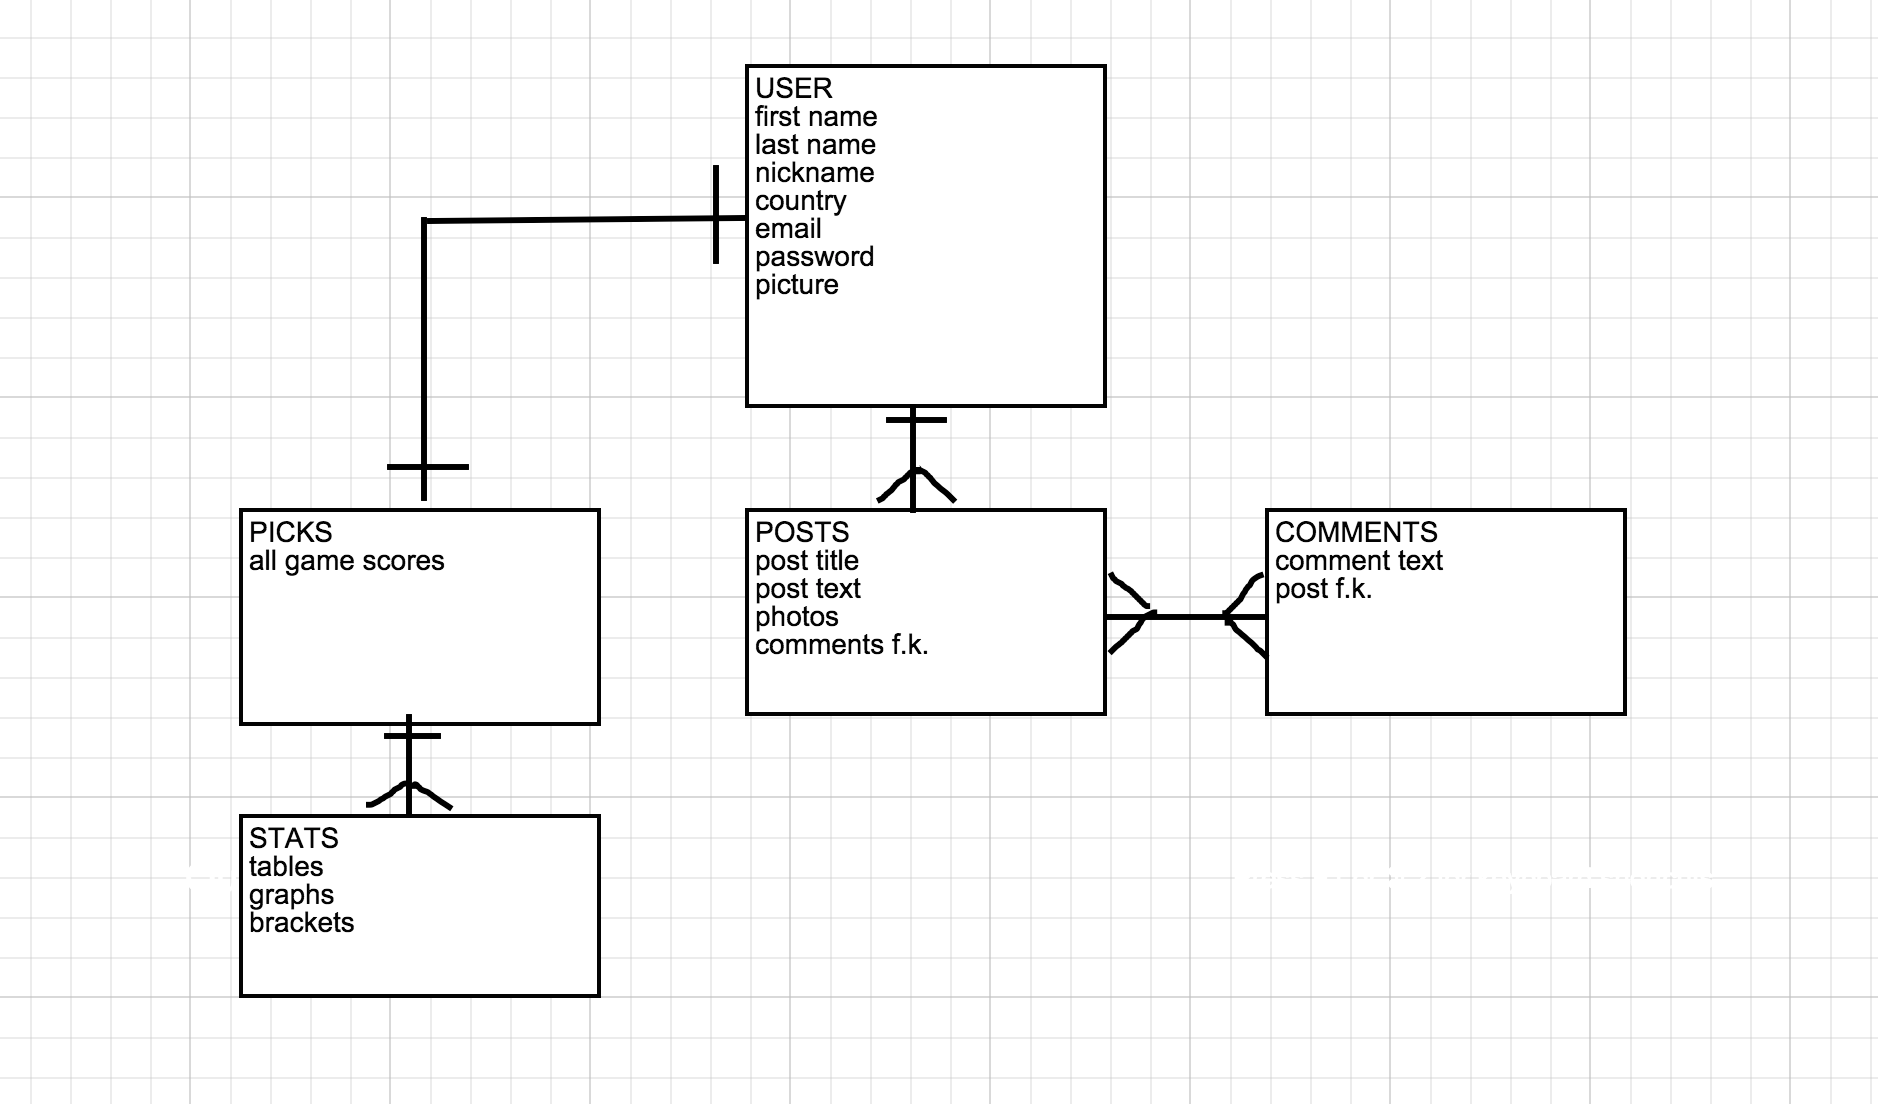 USER
first name
last name
nickname
country
email
password
picture
PICKS
all game scores
POSTS
post title
post text
photos
comments f.k.
COMMENTS
comment text
post f.k.
STATS
tables
graphs
brackets